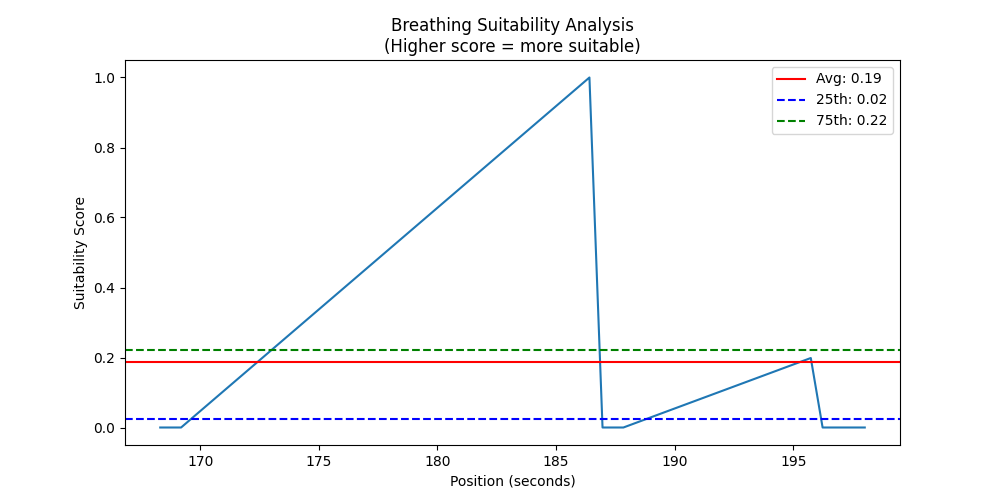 Breathing Suitability Analysis
(Higher score = more suitable)
Avg: 0.19
25th: 0.02
75th: 0.22
Suitability Score
1.0
0.8
0.6
0.4
0.2
0.0
170
175
180
185
190
195
Position (seconds)